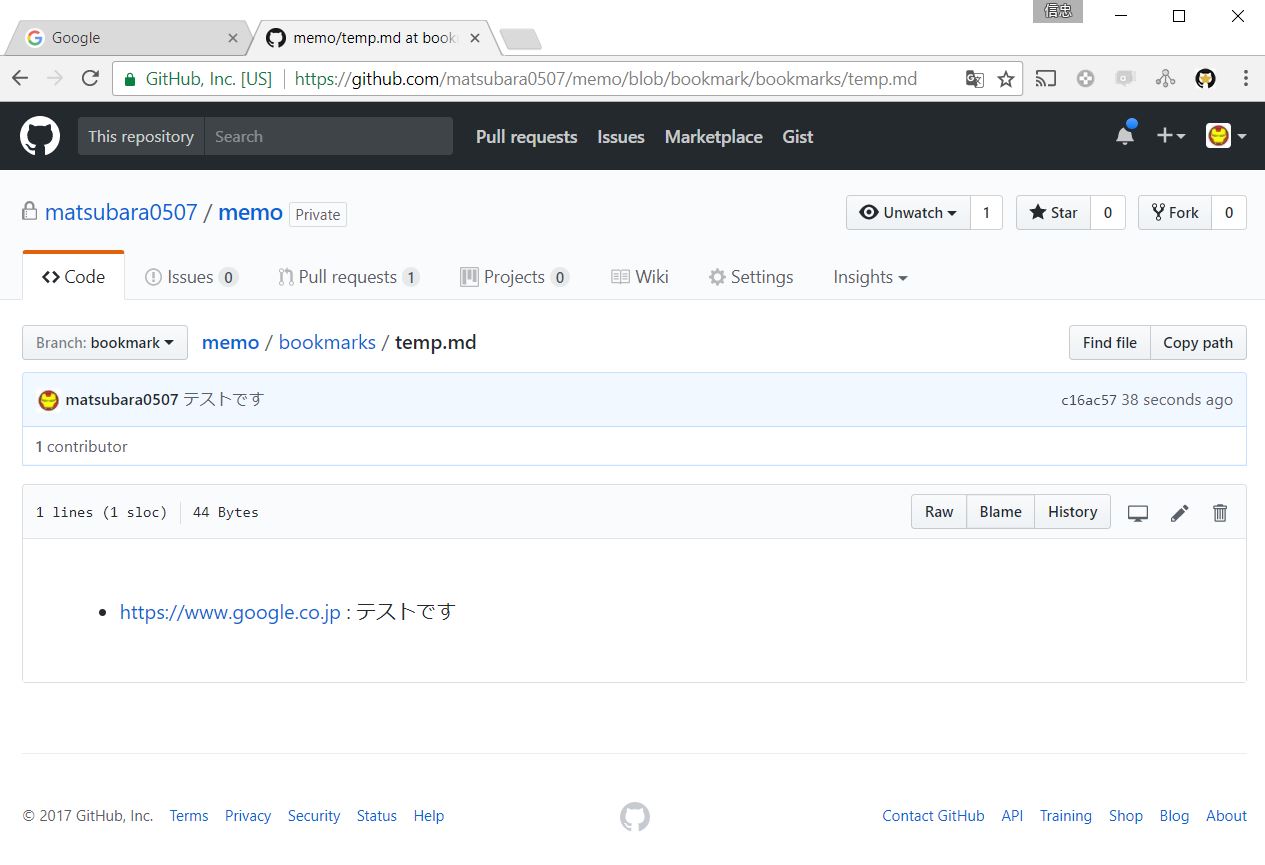 信忠
Google
memo/temp.md at book
GitHub, Inc. [US] https://github.com/matsubara0507/memo/blob/bookmark/bookmarks/temp.md
This repository Search Pull requests Issues Marketplace Gist
matsubara0507 / memo Private Unwatch 1 Star 0 Fork 0
Code Issues 0 Pull requests 1 Projects 0 Wiki Settings Insights
Branch: bookmark memo / bookmarks / temp.md Find file Copy path
matsubara0507 テストです c16ac57 38 seconds ago
1 contributor
1 lines (1 sloc) 44 Bytes Raw Blame History
• https://www.google.co.jp : テストです
© 2017 GitHub, Inc. Terms Privacy Security Status Help Contact GitHub API Training Shop Blog About